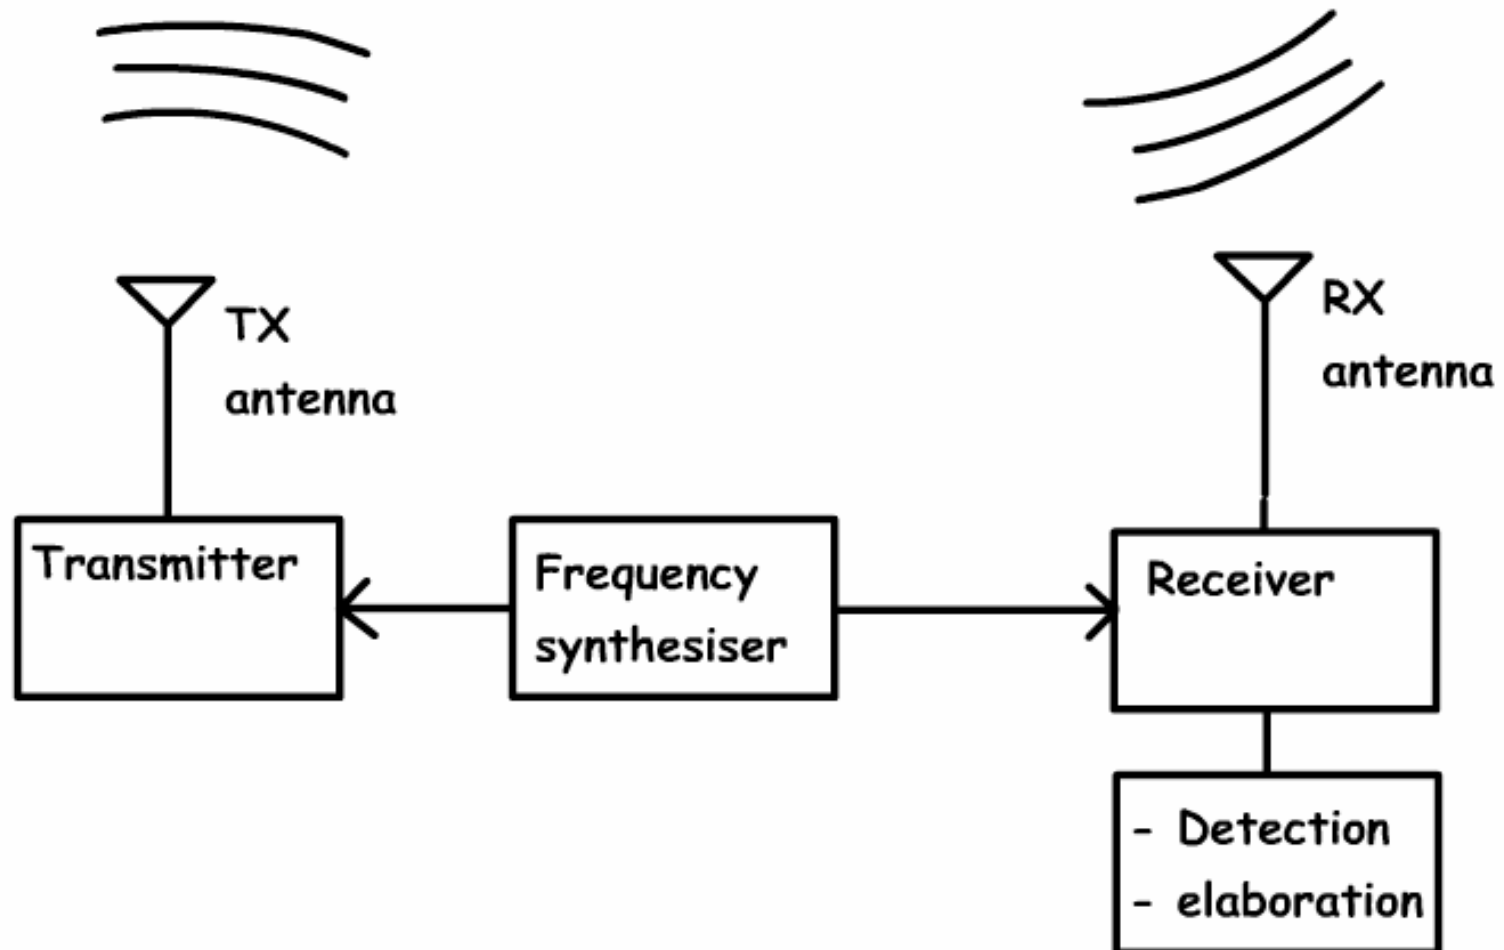 TX
antenna
RX
antenna
Transmitter
Frequency
synthesiser
Receiver
- Detection
- elaboration